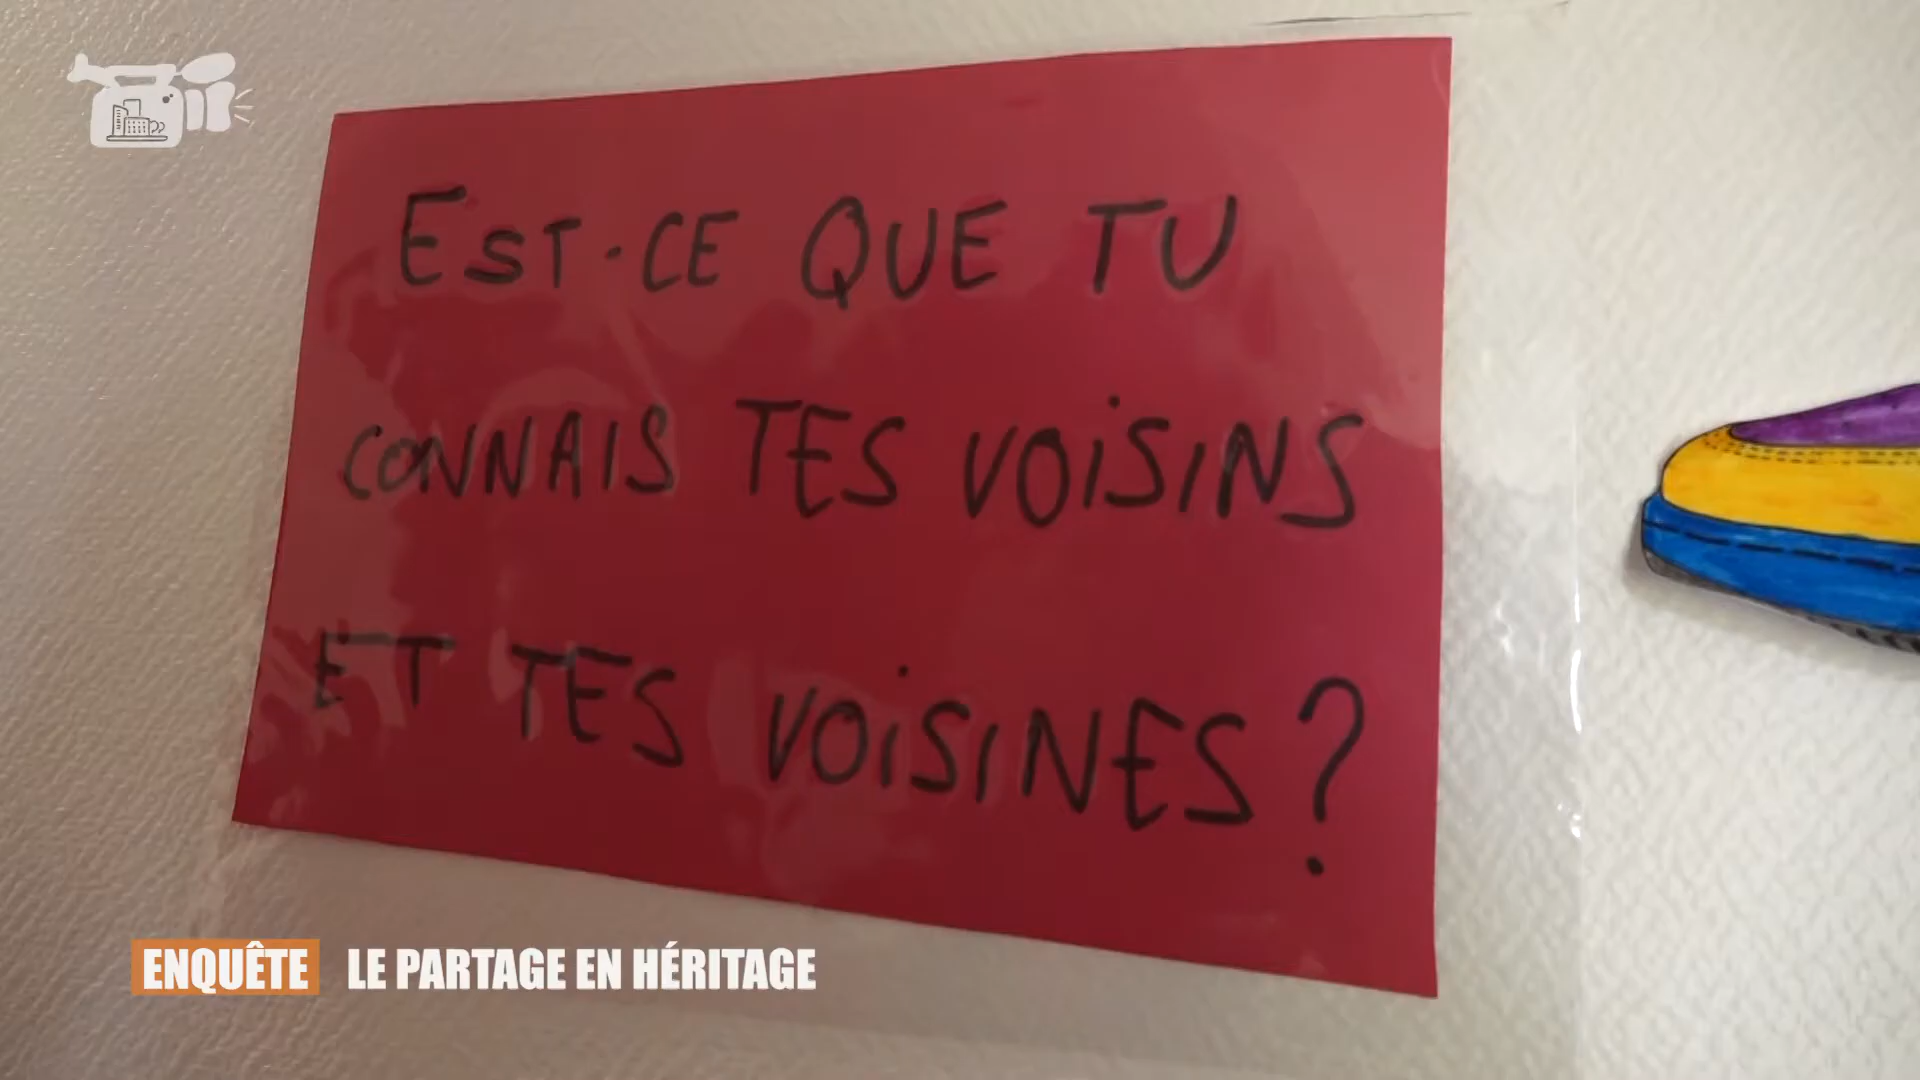 EST-CE QUE TU
CONNAIS TES VOISINS
ET TES VOISINES ?
ENQUÊTE LE PARTAGE EN HÉRITAGE